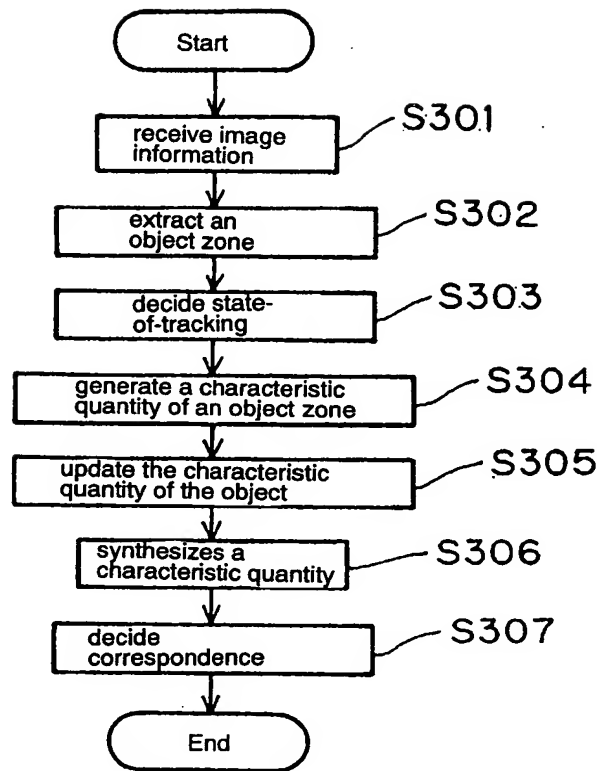 Start
receive image
information
S301
extract an
object zone
S302
decide state-
of-tracking
S303
generate a characteristic
quantity of an object zone
S304
update the characteristic
quantity of the object
S305
synthesizes a
characteristic quantity
S306
decide
correspondence
S307
End